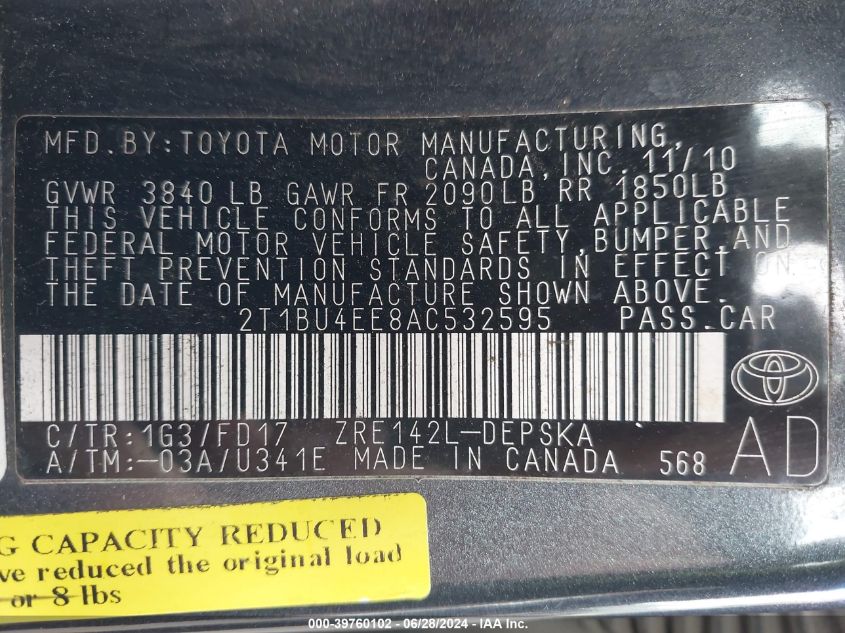 MFD.BY:TOYOTA MOTOR MANUFACTURING,
CANADA,INC. 11/10
GVWR 3840 LB GAWR FR 2090LB RR 1850LB
THIS VEHICLE CONFORMS TO ALL APPLICABLE
FEDERAL MOTOR VEHICLE SAFETY,BUMPER,AND
THEFT PREVENTION STANDARDS IN EFFECT ON
THE DATE OF MANUFACTURE SHOWN ABOVE.
2T1BU4EE8AC532595 PASS.CAR
C/TR:1G3/FD17 ZRE142L-DEPSKA
A/TM:-03A/U341E MADE IN CANADA 568
AD
G CAPACITY REDUCED
ve reduced the original load
or 8 lbs
000-39760102 - 06/28/2024 - IAA Inc.